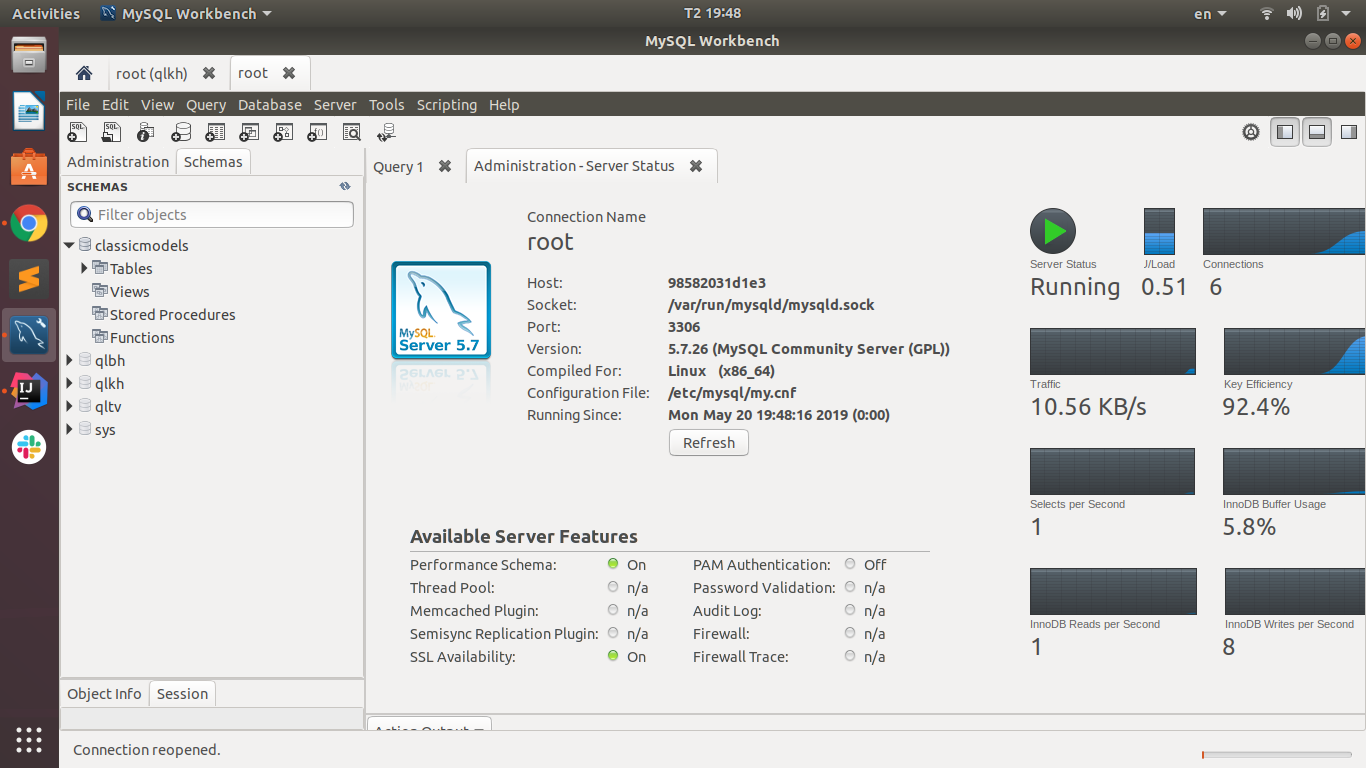 Activities MySQL Workbench T2 19:48 en
MySQL Workbench
root (qlkh) root
File Edit View Query Database Server Tools Scripting Help
Administration Schemas
SCHEMAS
Filter objects
classicmodels
Tables
Views
Stored Procedures
Functions
qlbh
qlkh
qltv
sys
Object Info Session
Query 1 Administration - Server Status
Connection Name
root
MySQL
Server 5.7
Host: 98582031d1e3
Socket: /var/run/mysqld/mysqld.sock
Port: 3306
Version: 5.7.26 (MySQL Community Server (GPL))
Compiled For: Linux (x86_64)
Configuration File: /etc/mysql/my.cnf
Running Since: Mon May 20 19:48:16 2019 (0:00)
Refresh
Available Server Features
Performance Schema: On PAM Authentication: Off
Thread Pool: n/a Password Validation: n/a
Memcached Plugin: n/a Audit Log: n/a
Semisync Replication Plugin: n/a Firewall: n/a
SSL Availability: On Firewall Trace: n/a
Server Status /Load Connections
Running 0.51 6
Traffic Key Efficiency
10.56 KB/s 92.4%
Selects per Second InnoDB Buffer Usage
1 5.8%
InnoDB Reads per Second InnoDB Writes per Second
1 8
Action Output
Connection reopened.